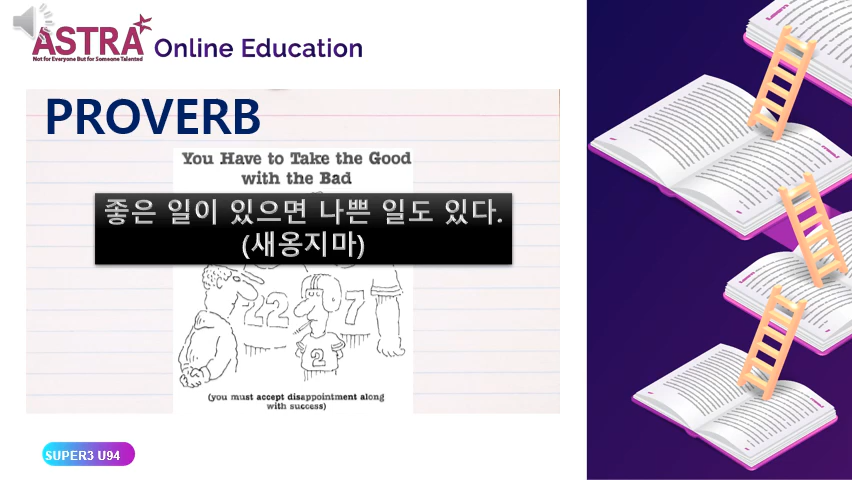 ASTRA
Not for Everyone But for Someone Talented
Online Education
PROVERB
You Have to Take the Good
with the Bad
좋은 일이 있으면 나쁜 일도 있다.
(새옹지마)
22
7
2
(you must accept disappointment along
with success)
SUPER3 U94